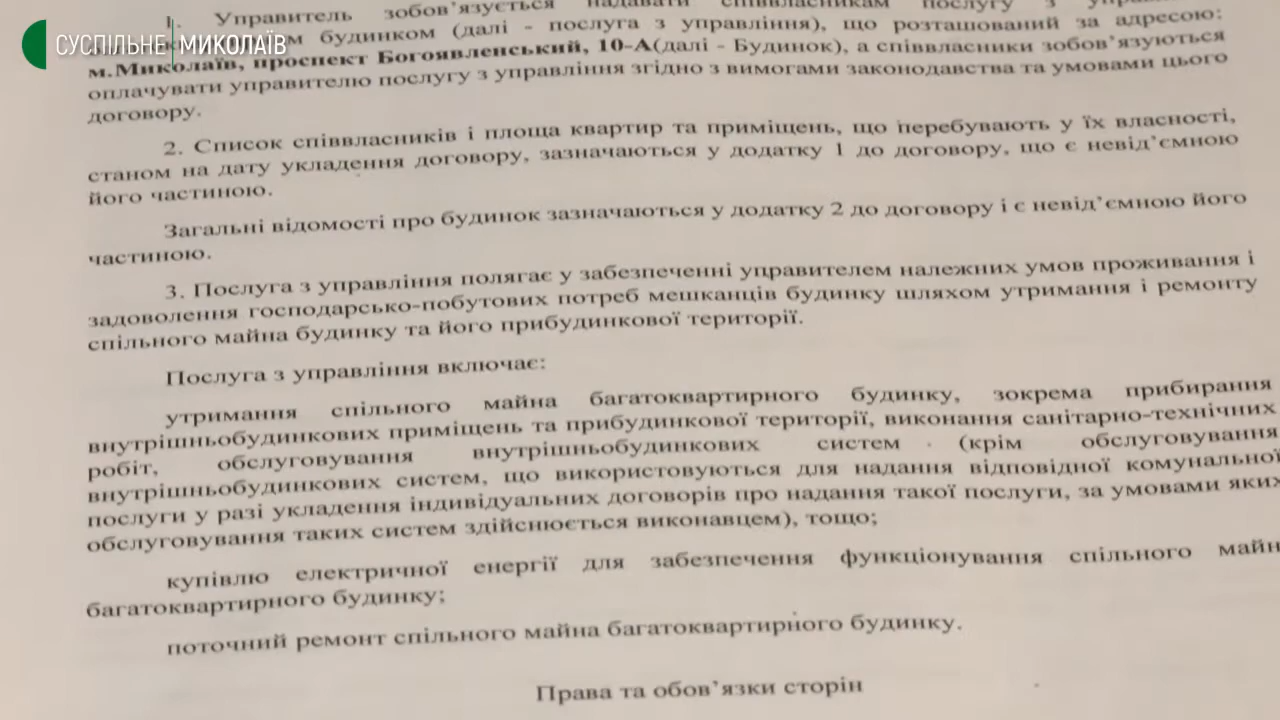 1. Управитель зобов'язується надавати співвласникам послугу з
СУСПІЛЬНЕ МИКОЛАЇВ
будинком (далі - послуга з управління), що розташований за адресою:
м.Миколаїв, проспект Богоявленський, 10-А(далі - Будинок), а співвласники зобов'язуються
оплачувати управителю послугу з управління згідно з вимогами законодавства та умовами цього
договору.
2. Список співвласників і площа квартир та приміщень, що перебувають у їх власності,
станом на дату укладення договору, зазначаються у додатку 1 до договору, що є невід'ємною
його частиною.
Загальні відомості про будинок зазначаються у додатку 2 до договору і є невід'ємною його
частиною.
3. Послуга з управління полягає у забезпеченні управителем належних умов проживання і
задоволення господарсько-побутових потреб мешканців будинку шляхом утримання і ремонту
спільного майна будинку та його прибудинкової території.
Послуга з управління включає:
утримання спільного майна багатоквартирного будинку, зокрема прибирання
внутрішньобудинкових приміщень та прибудинкової території, виконання санітарно-технічних
робіт, обслуговування внутрішньобудинкових систем (крім обслуговування
внутрішньобудинкових систем, що використовуються для надання відповідної комунальної
послуги у разі укладення індивідуальних договорів про надання такої послуги, за умовами яких
обслуговування таких систем здійснюється виконавцем), тощо;
купівлю електричної енергії для забезпечення функціонування спільного майн
багатоквартирного будинку;
поточний ремонт спільного майна багатоквартирного будинку.
Права та обов'язки сторін